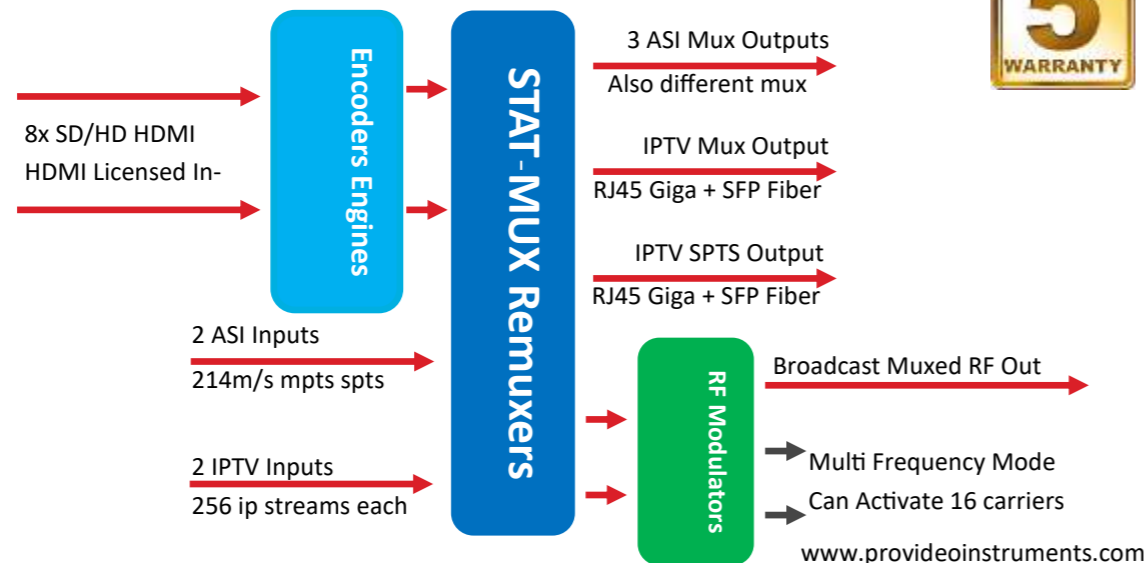 5
WARRANTY
8x SD/HD HDMI
HDMI Licensed In-
Encoders Engines
STAT-MUX Remuxers
3 ASI Mux Outputs
Also different mux
IPTV Mux Output
RJ45 Giga + SFP Fiber
IPTV SPTS Output
RJ45 Giga + SFP Fiber
2 ASI Inputs
214m/s mpts spts
2 IPTV Inputs
256 ip streams each
RF Modulators
Broadcast Muxed RF Out
Multi Frequency Mode
Can Activate 16 carriers
www.provideoinstruments.com